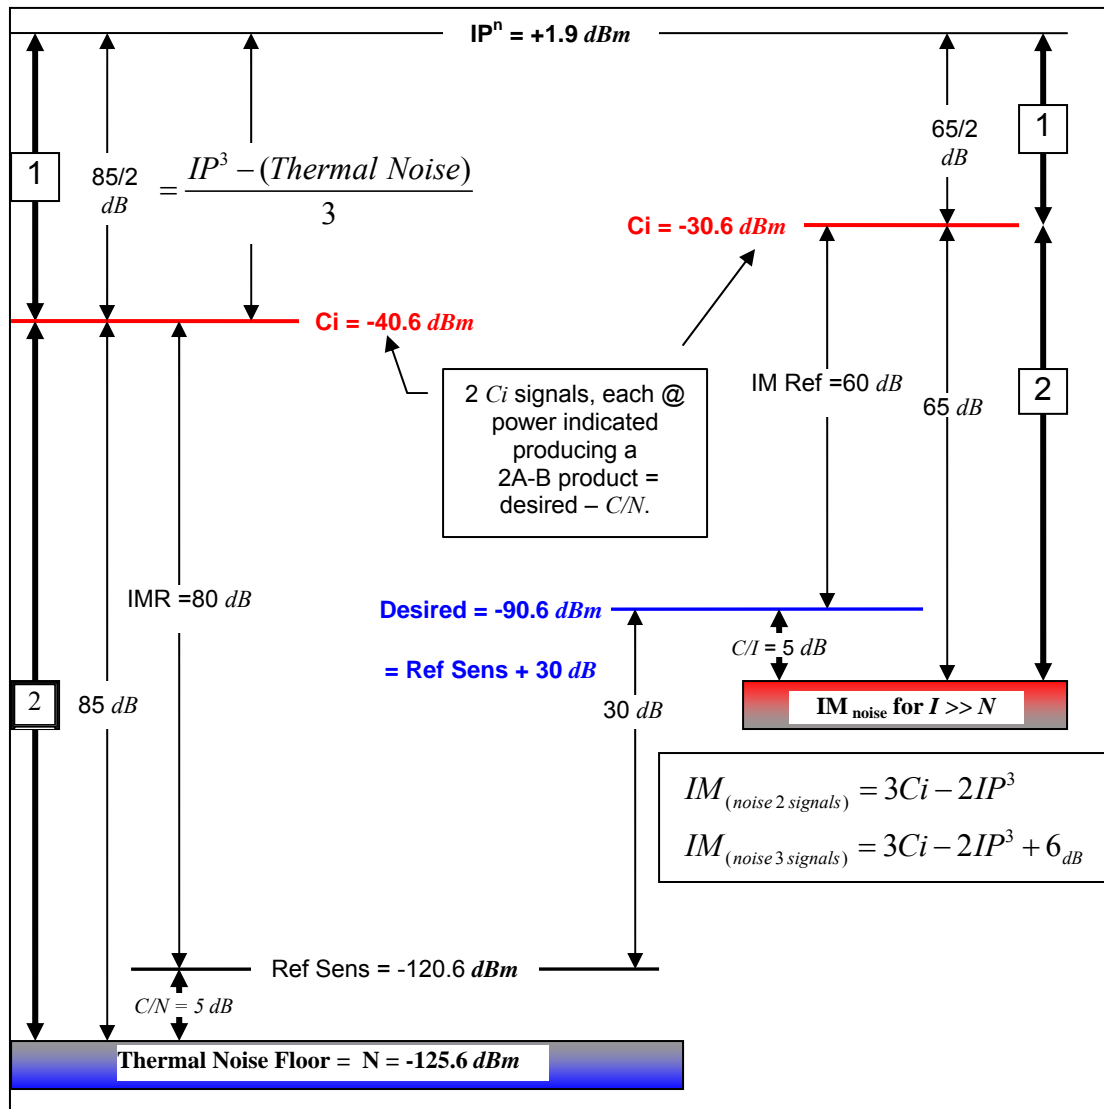 IPⁿ = +1.9 dBm
1
85/2
dB
= IP³ − (Thermal Noise)
3
65/2
dB
1
Ci = -30.6 dBm
Ci = -40.6 dBm
2 Ci signals, each @
power indicated
producing a
2A-B product =
desired – C/N.
IM Ref =60 dB
65 dB
2
IMR =80 dB
Desired = -90.6 dBm
= Ref Sens + 30 dB
C/I = 5 dB
2
85 dB
30 dB
IM noise for I >> N
IM (noise 2 signals) = 3Ci − 2IP³
IM (noise 3 signals) = 3Ci − 2IP³ + 6 dB
Ref Sens = -120.6 dBm
C/N = 5 dB
Thermal Noise Floor = N = -125.6 dBm